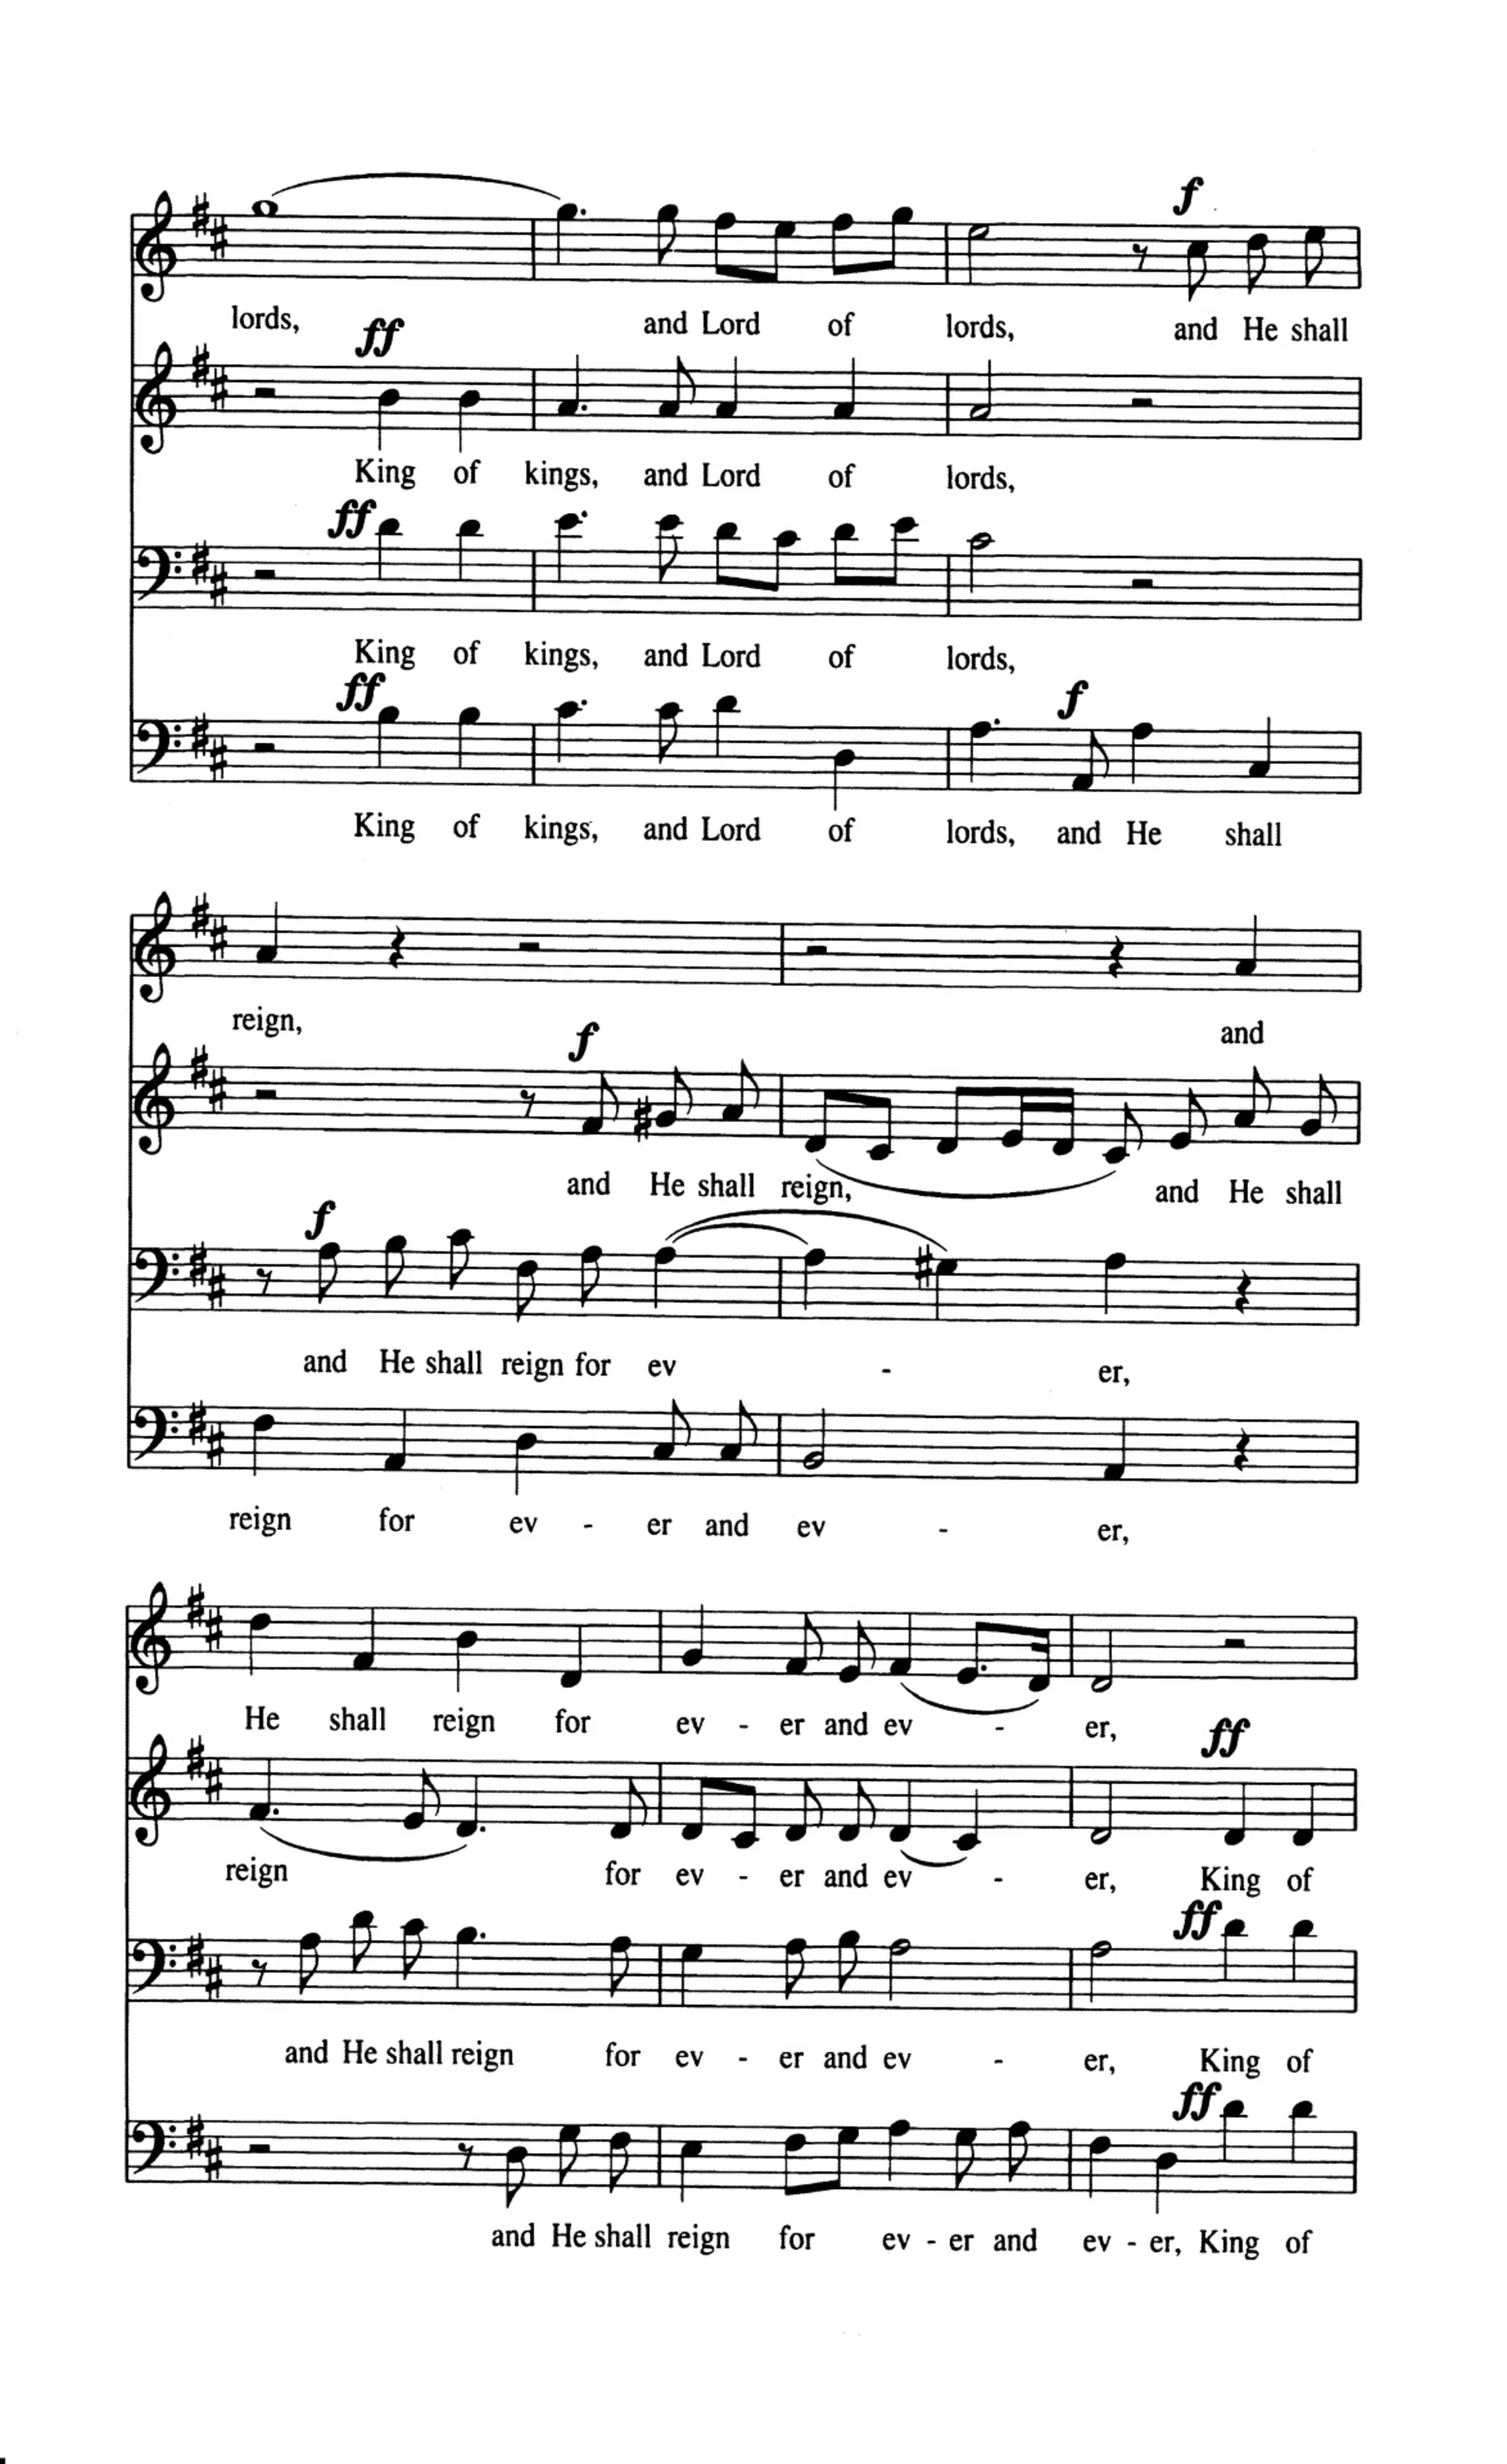 f
lords, and Lord of lords, and He shall
ff
King of kings, and Lord of lords,
ff
King of kings, and Lord of lords,
ff f
King of kings, and Lord of lords, and He shall
reign, and
f
and He shall reign, and He shall
f
and He shall reign for ev - er,
reign for ev - er and ev - er,
He shall reign for ev - er and ev - er,
ff
reign for ev - er and ev - er, King of
ff
and He shall reign for ev - er and ev - er, King of
ff
and He shall reign for ev - er and ev - er, King of